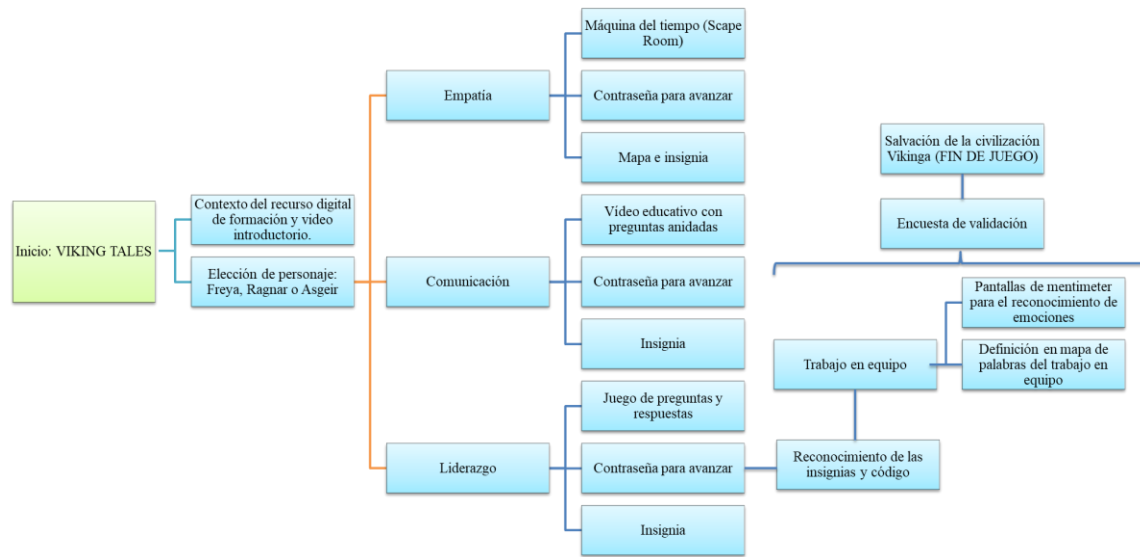 Inicio: VIKING TALES
Contexto del recurso digital
de formación y video
introductorio.
Elección de personaje:
Freya, Ragnar o Asgeir
Empatía
Máquina del tiempo (Scape
Room)
Contraseña para avanzar
Mapa e insignia
Comunicación
Vídeo educativo con
preguntas anidadas
Contraseña para avanzar
Insignia
Liderazgo
Juego de preguntas y
respuestas
Contraseña para avanzar
Insignia
Reconocimiento de las
insignias y código
Trabajo en equipo
Pantallas de mentimeter
para el reconocimiento de
emociones
Definición en mapa de
palabras del trabajo en
equipo
Encuesta de validación
Salvación de la civilización
Vikinga (FIN DE JUEGO)